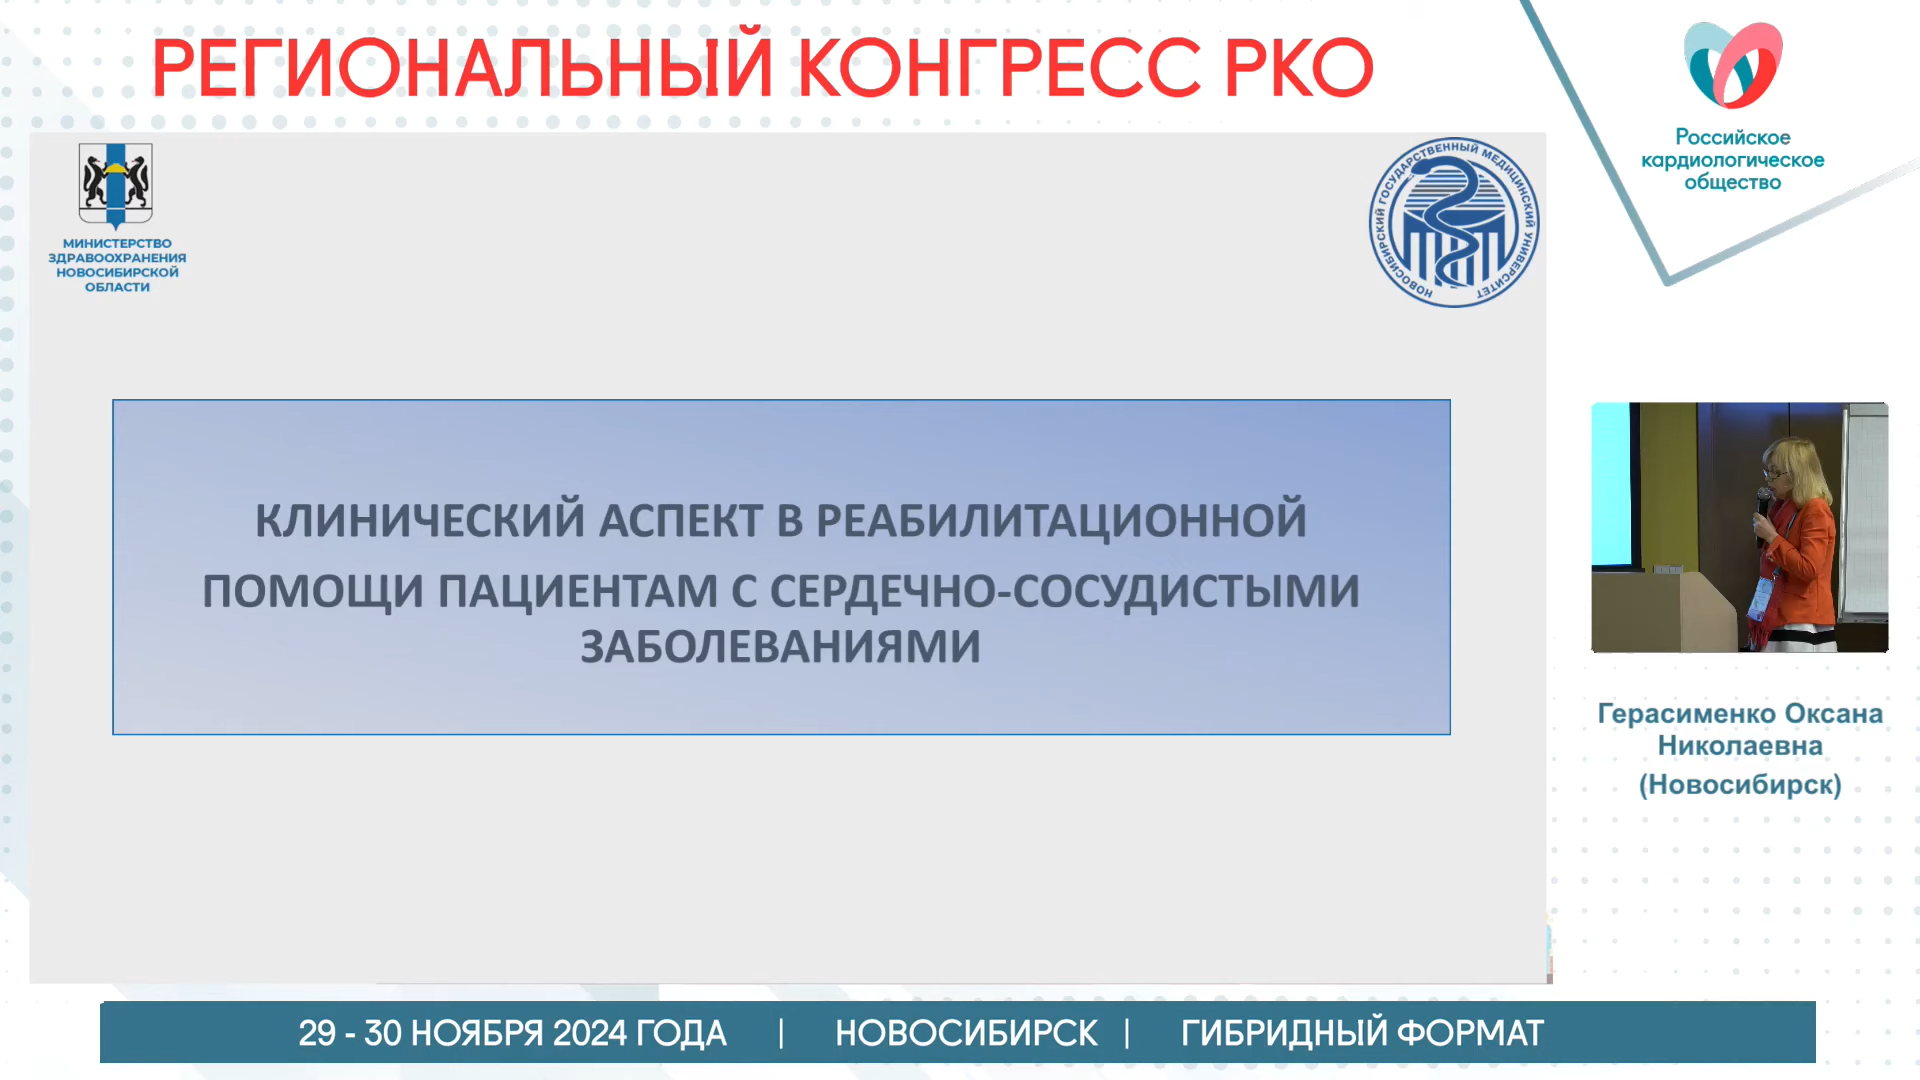 РЕГИОНАЛЬНЫЙ КОНГРЕСС РКО
Российское
кардиологическое
общество
МИНИСТЕРСТВО
ЗДРАВООХРАНЕНИЯ
НОВОСИБИРСКОЙ
ОБЛАСТИ
НОВОСИБИРСКИЙ ГОСУДАРСТВЕННЫЙ МЕДИЦИНСКИЙ УНИВЕРСИТЕТ
КЛИНИЧЕСКИЙ АСПЕКТ В РЕАБИЛИТАЦИОННОЙ
ПОМОЩИ ПАЦИЕНТАМ С СЕРДЕЧНО-СОСУДИСТЫМИ
ЗАБОЛЕВАНИЯМИ
Герасименко Оксана
Николаевна
(Новосибирск)
29 - 30 НОЯБРЯ 2024 ГОДА | НОВОСИБИРСК | ГИБРИДНЫЙ ФОРМАТ